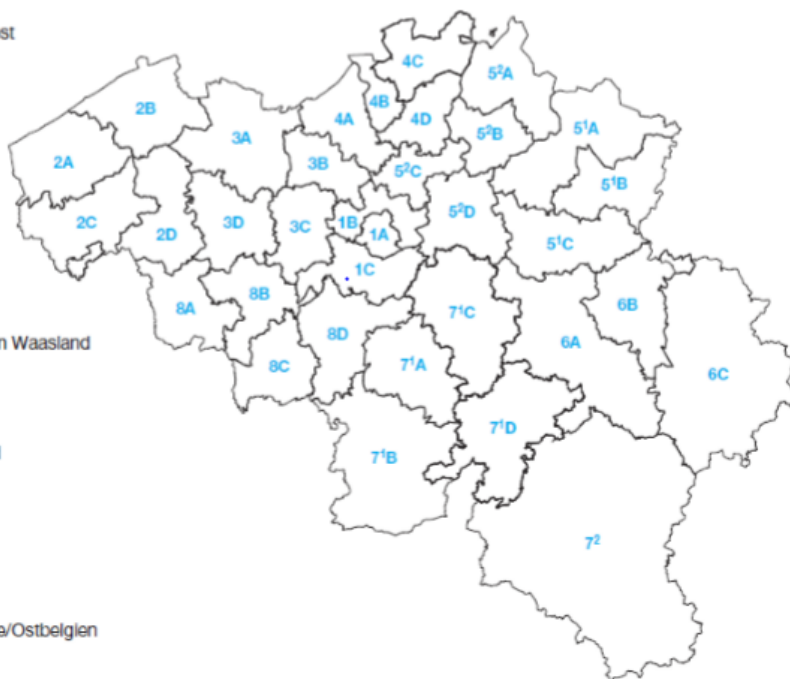 st
4C
5²A
2B
4B
3A
4A
4D
5²B
5¹A
2A
3B
5²C
5¹B
2C
2D
3D
3C
1B
1A
5²D
5¹C
1C
8A
8B
7¹C
6B
8D
6A
n Waasland
8C
7¹A
6C
7¹D
7¹B
7²
e/Ostbelgien